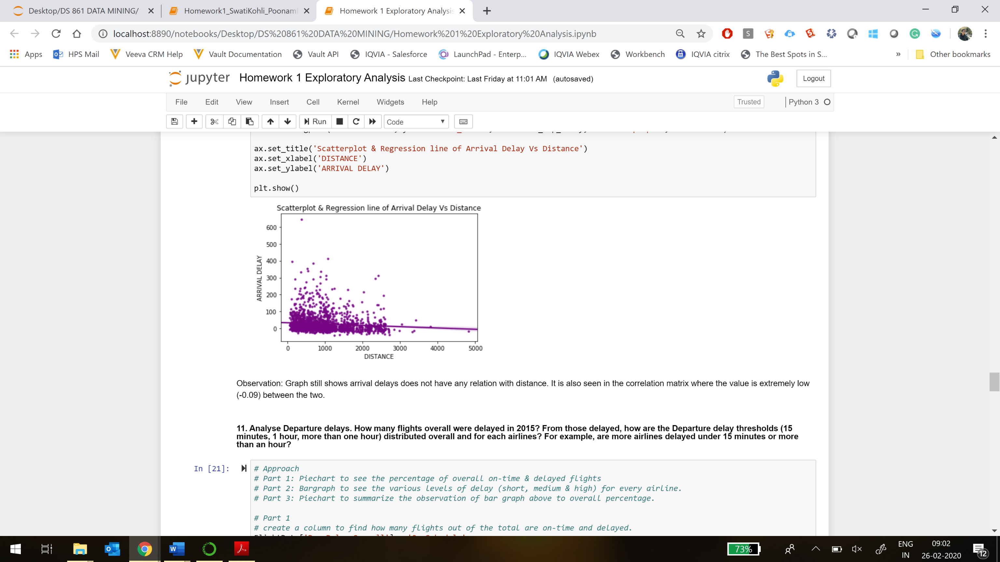 Desktop/DS 861 DATA MINING/
Homework1_SwatiKohli_Poonam
Homework 1 Exploratory Analysis
localhost:8890/notebooks/Desktop/DS%20861%20DATA%20MINING/Homework%201%20Exploratory%20Analysis.ipynb
Apps HPS Mail Veeva CRM Help Vault Documentation Vault API IQVIA - Salesforce LaunchPad - Enterp... IQVIA Webex Workbench IQVIA citrix The Best Spots in S... » Other bookmarks
jupyter Homework 1 Exploratory Analysis Last Checkpoint: Last Friday at 11:01 AM (autosaved) Logout
File Edit View Insert Cell Kernel Widgets Help Trusted Python 3
Run Code
ax.set_title('Scatterplot & Regression line of Arrival Delay Vs Distance')
ax.set_xlabel('DISTANCE')
ax.set_ylabel('ARRIVAL DELAY')
plt.show()
Scatterplot & Regression line of Arrival Delay Vs Distance
600
500
400
300
200
100
0
ARRIVAL DELAY
0 1000 2000 3000 4000 5000
DISTANCE
Observation: Graph still shows arrival delays does not have any relation with distance. It is also seen in the correlation matrix where the value is extremely low
(-0.09) between the two.
11. Analyse Departure delays. How many flights overall were delayed in 2015? From those delayed, how are the Departure delay thresholds (15
minutes, 1 hour, more than one hour) distributed overall and for each airlines? For example, are more airlines delayed under 15 minutes or more
than an hour?
In [21]:
# Approach
# Part 1: Piechart to see the percentage of overall on-time & delayed flights
# Part 2: Bargraph to see the various levels of delay (short, medium & high) for every airline.
# Part 3: Piechart to summarize the observation of bar graph above to overall percentage.
# Part 1
# create a column to find how many flights out of the total are on-time and delayed.
73%
ENG
IN
09:02
26-02-2020
12